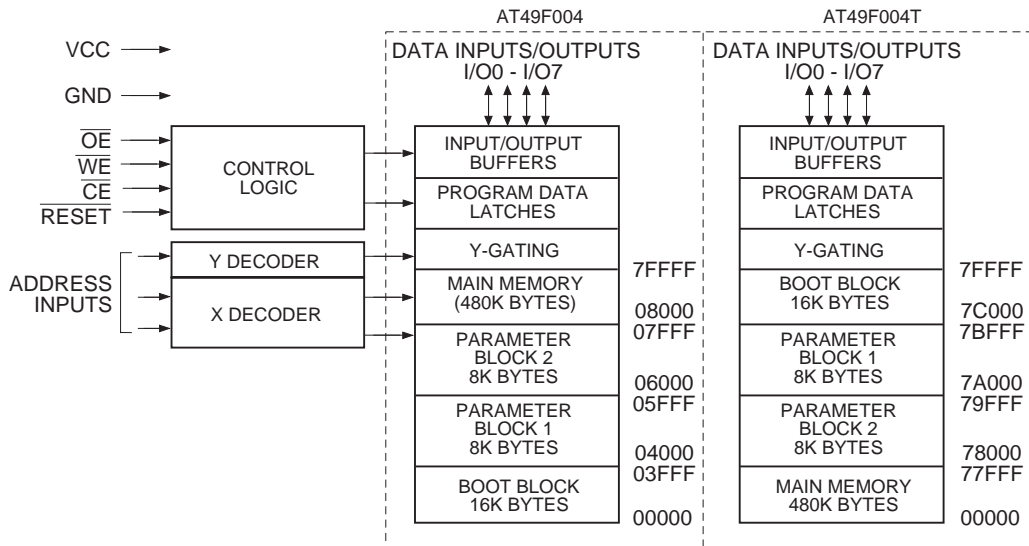 AT49F004
AT49F004T
VCC
GND
OE
WE
CE
RESET
ADDRESS
INPUTS
CONTROL
LOGIC
Y DECODER
X DECODER
DATA INPUTS/OUTPUTS
I/O0 - I/O7
INPUT/OUTPUT
BUFFERS
PROGRAM DATA
LATCHES
Y-GATING
7FFFF
MAIN MEMORY
(480K BYTES)
08000
07FFF
PARAMETER
BLOCK 2
8K BYTES
06000
05FFF
PARAMETER
BLOCK 1
8K BYTES
04000
03FFF
BOOT BLOCK
16K BYTES
00000
DATA INPUTS/OUTPUTS
I/O0 - I/O7
INPUT/OUTPUT
BUFFERS
PROGRAM DATA
LATCHES
Y-GATING
7FFFF
BOOT BLOCK
16K BYTES
7C000
7BFFF
PARAMETER
BLOCK 1
8K BYTES
7A000
79FFF
PARAMETER
BLOCK 2
8K BYTES
78000
77FFF
MAIN MEMORY
480K BYTES
00000